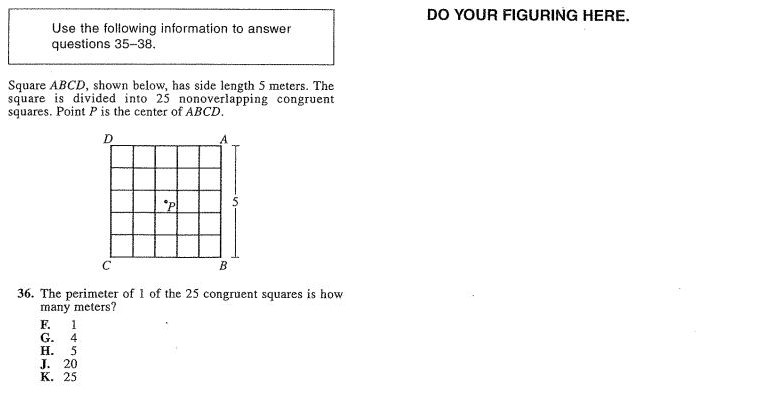 Use the following information to answer
questions 35–38.
DO YOUR FIGURING HERE.
Square ABCD, shown below, has side length 5 meters. The
square is divided into 25 nonoverlapping congruent
squares. Point P is the center of ABCD.
D A
P 5
C B
36. The perimeter of 1 of the 25 congruent squares is how
many meters?
F. 1
G. 4
H. 5
J. 20
K. 25